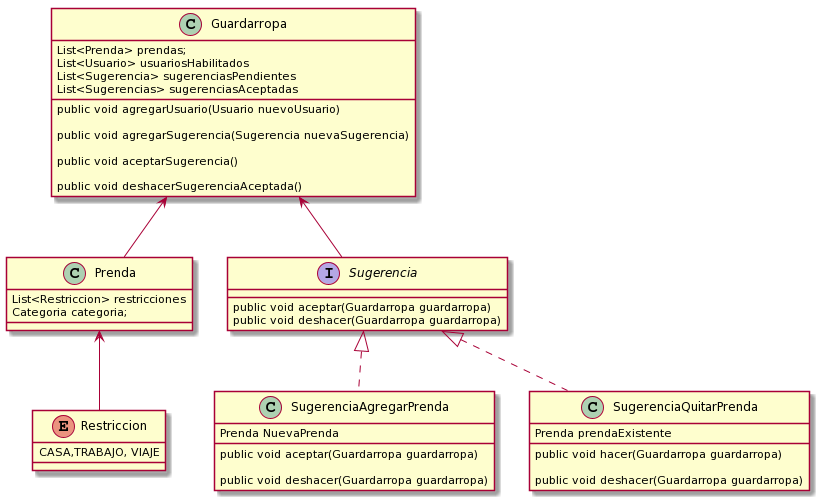 C Guardarropa
List<Prenda> prendas;
List<Usuario> usuariosHabilitados
List<Sugerencia> sugerenciasPendientes
List<Sugerencias> sugerenciasAceptadas
public void agregarUsuario(Usuario nuevoUsuario)
public void agregarSugerencia(Sugerencia nuevaSugerencia)
public void aceptarSugerencia()
public void deshacerSugerenciaAceptada()
C Prenda
List<Restriccion> restricciones
Categoria categoria;
I Sugerencia
public void aceptar(Guardarropa guardarropa)
public void deshacer(Guardarropa guardarropa)
E Restriccion
CASA,TRABAJO, VIAJE
C SugerenciaAgregarPrenda
Prenda NuevaPrenda
public void aceptar(Guardarropa guardarropa)
public void deshacer(Guardarropa guardarropa)
C SugerenciaQuitarPrenda
Prenda prendaExistente
public void hacer(Guardarropa guardarropa)
public void deshacer(Guardarropa guardarropa)